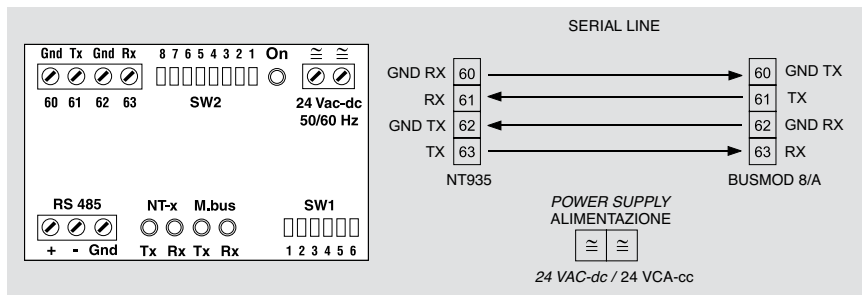 SERIAL LINE
Gnd Tx Gnd Rx 8 7 6 5 4 3 2 1 On ≅ ≅
60 61 62 63 SW2 24 Vac-dc
50/60 Hz
RS 485 NT-x M.bus SW1
+ - Gnd Tx Rx Tx Rx 1 2 3 4 5 6
GND RX 60 60 GND TX
RX 61 61 TX
GND TX 62 62 GND RX
TX 63 63 RX
NT935 BUSMOD 8/A
POWER SUPPLY
ALIMENTAZIONE
≅ ≅
24 VAC-dc / 24 VCA-cc